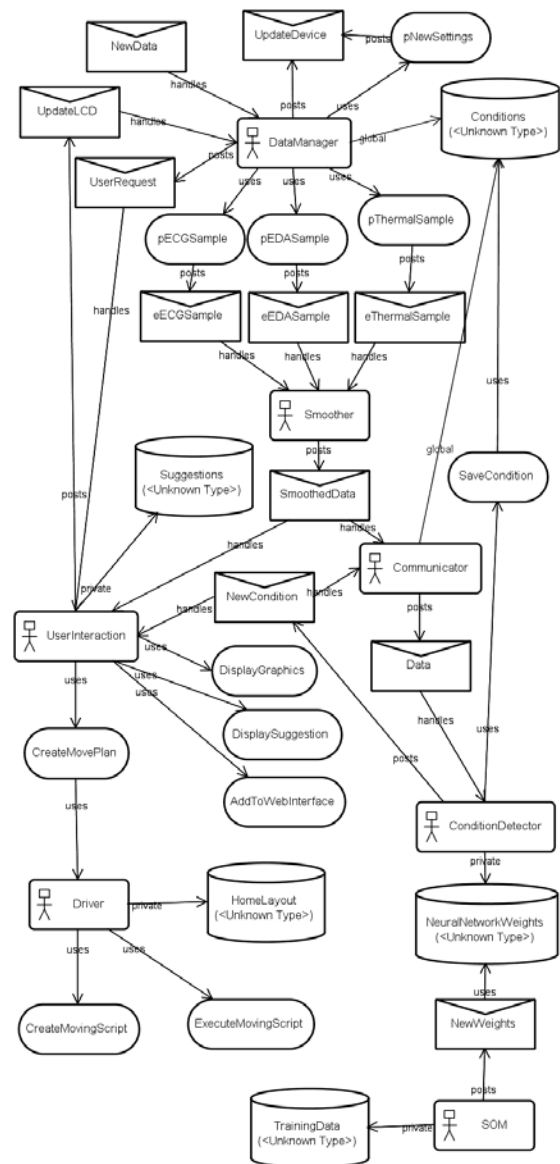 NewData
UpdateDevice
pNewSettings
posts
UpdateLCD
handles
handles
posts
uses
Conditions
(<Unknown Type>)
DataManager
global
UserRequest
posts
uses
uses
uses
pECGSample
pEDASample
pThermalSample
posts
posts
posts
handles
eECGSample
eEDASample
eThermalSample
handles
handles
handles
uses
Smoother
posts
global
Suggestions
(<Unknown Type>)
SmoothedData
SaveCondition
posts
handles
handles
private
Communicator
NewCondition
handles
handles
posts
UserInteraction
uses
DisplayGraphics
Data
uses
uses
handles
uses
uses
DisplaySuggestion
CreateMovePlan
posts
AddToWebInterface
uses
ConditionDetector
private
Driver
private
HomeLayout
(<Unknown Type>)
NeuralNetworkWeights
(<Unknown Type>)
uses
uses
uses
CreateMovingScript
ExecuteMovingScript
NewWeights
posts
TrainingData
(<Unknown Type>)
private
SOM